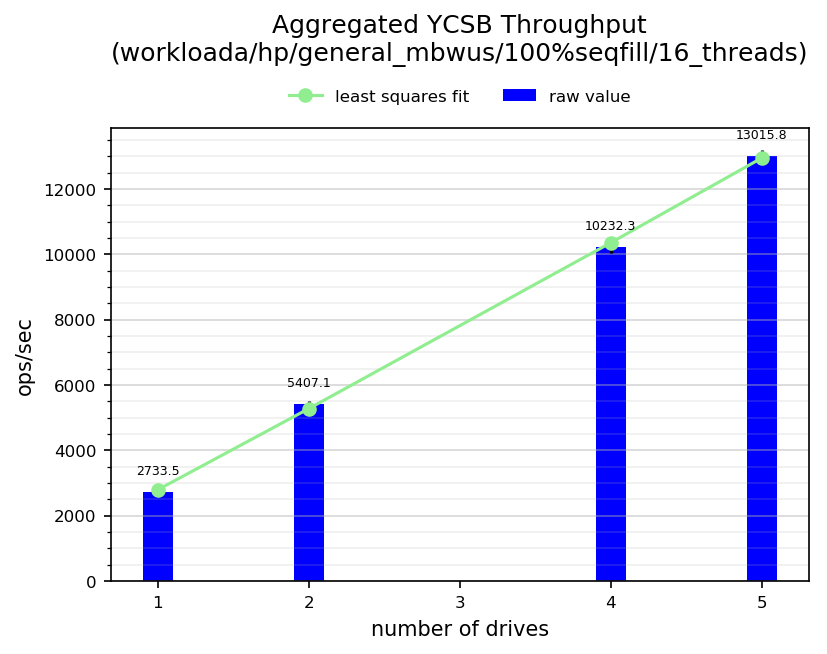 Aggregated YCSB Throughput
(workloada/hp/general_mbwus/100%seqfill/16_threads)
least squares fit
raw value
13015.8
12000
10232.3
10000
8000
ops/sec
6000
5407.1
4000
2733.5
2000
0
1
2
3
4
5
number of drives